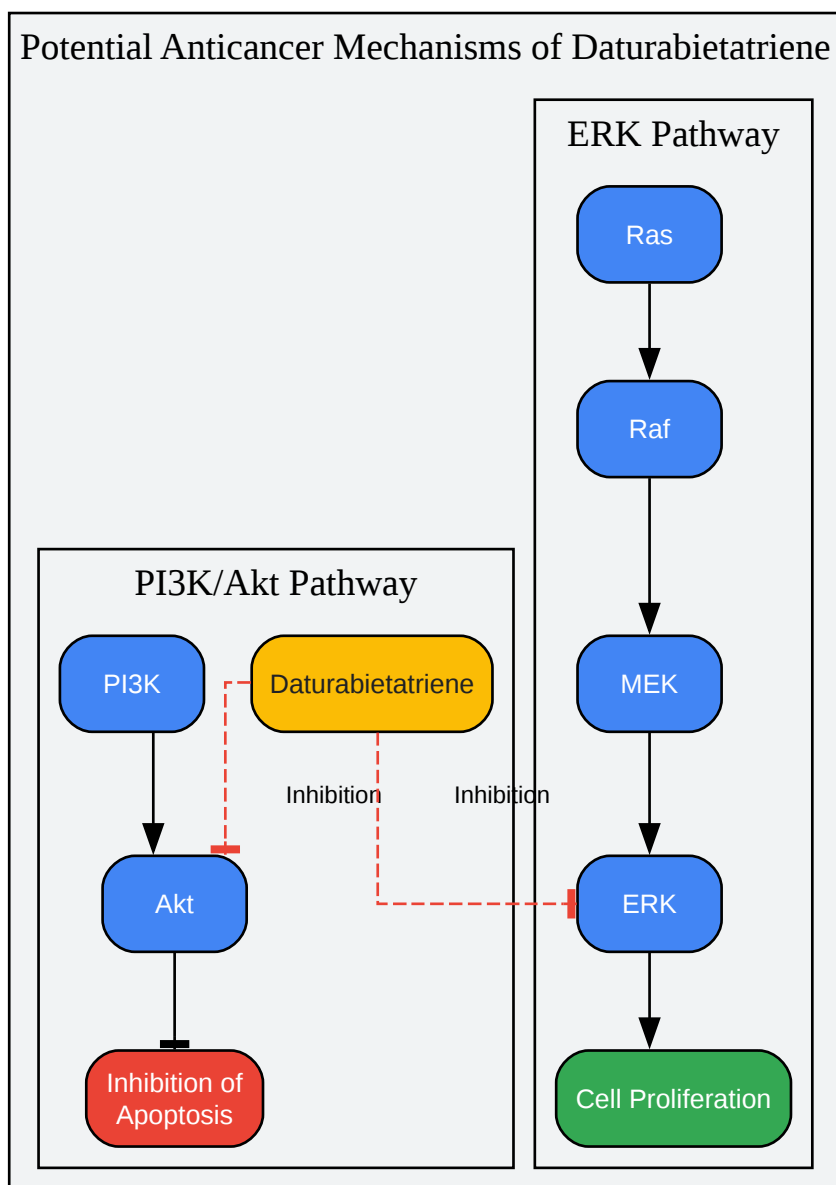 Potential Anticancer Mechanisms of Daturabietatriene
ERK Pathway
Ras
Raf
PI3K/Akt Pathway
PI3K
Daturabietatriene
MEK
Inhibition
Inhibition
Akt
ERK
Inhibition of
Apoptosis
Cell Proliferation